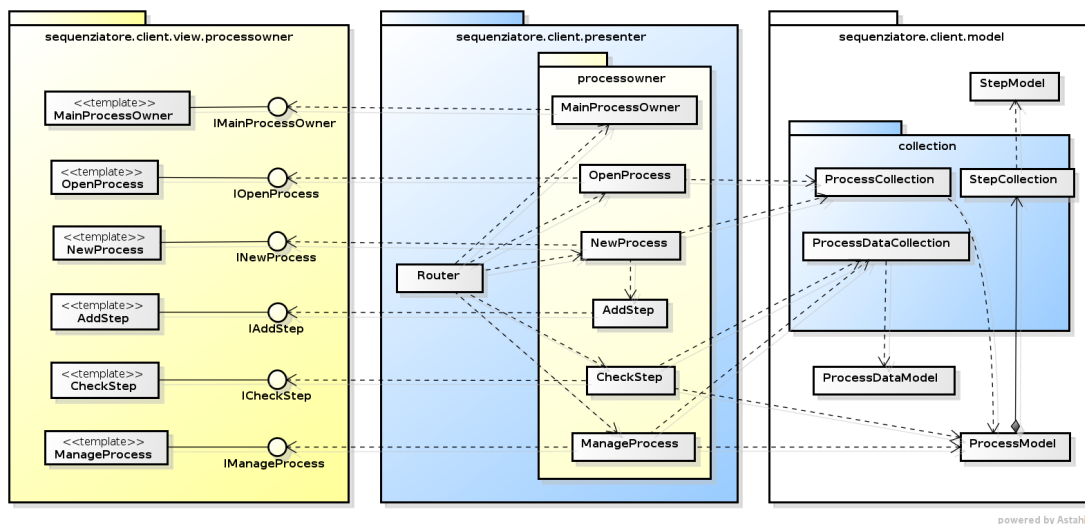 sequenziatore.client.view.processowner
<<template>>
MainProcessOwner
IMainProcessOwner
<<template>>
OpenProcess
IOpenProcess
<<template>>
NewProcess
INewProcess
<<template>>
AddStep
IAddStep
<<template>>
CheckStep
ICheckStep
<<template>>
ManageProcess
IManageProcess
sequenziatore.client.presenter
Router
processowner
MainProcessOwner
OpenProcess
NewProcess
AddStep
CheckStep
ManageProcess
sequenziatore.client.model
StepModel
collection
ProcessCollection
StepCollection
ProcessDataCollection
ProcessDataModel
ProcessModel
powered by Astah